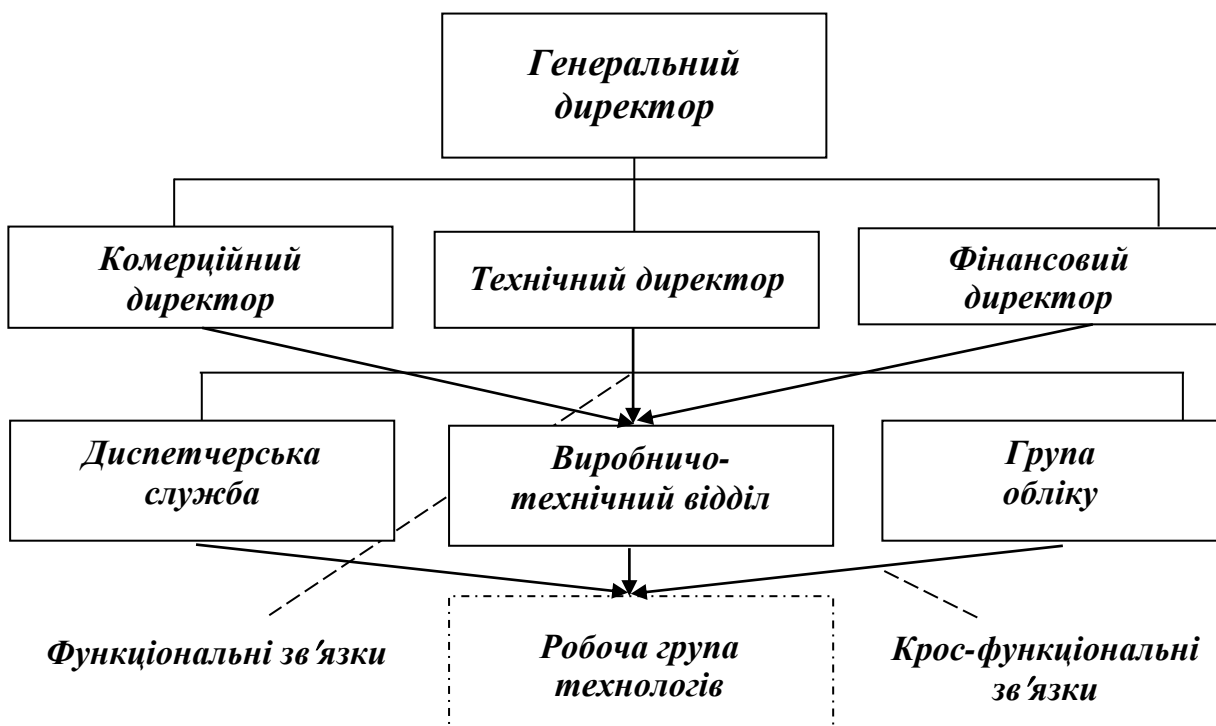 Генеральний
директор
Комерційний
директор
Технічний директор
Фінансовий
директор
Диспетчерська
служба
Виробничо-
технічний відділ
Група
обліку
Функціональні зв′язки
Робоча група
технологів
Крос-функціональні
зв′язки